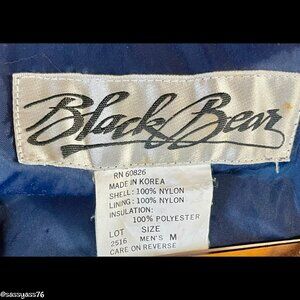 Black Bear
RN 60826
MADE IN KOREA
SHELL: 100% NYLON
LINING: 100% NYLON
INSULATION:
100% POLYESTER
LOT SIZE
2516 MEN'S M
CARE ON REVERSE
@sassyass76